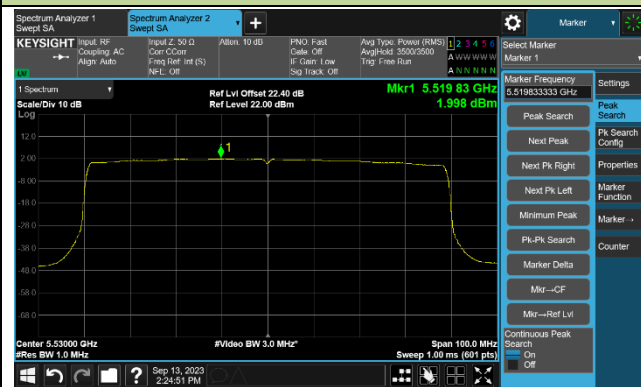 Spectrum Analyzer 1
Swept SA
Spectrum Analyzer 2
Swept SA
+
Marker
KEYSIGHT
Input: RF
Coupling: AC
Align: Auto
Input Z: 50 Ω
Corr CCorr
Freq Ref: Int (S)
NFE: Off
Atten: 10 dB
PNO: Fast
Gate: Off
IF Gain: Low
Sig Track: Off
Avg Type: Power (RMS)
Avg|Hold: 3500/3500
Trig: Free Run
1 2 3 4 5 6
A W W W W W
A N N N N N
Select Marker
Marker 1
1 Spectrum
Scale/Div 10 dB
Log
Ref Lvl Offset 22.40 dB
Ref Level 22.00 dBm
Mkr1 5.519 83 GHz
1.998 dBm
1
12.0
2.00
-8.00
-18.0
-28.0
-38.0
-48.0
-58.0
-68.0
Center 5.53000 GHz
#Res BW 1.0 MHz
#Video BW 3.0 MHz*
Span 100.0 MHz
Sweep 1.00 ms (601 pts)
Marker Frequency
5.519833333 GHz
Peak Search
Next Peak
Next Pk Right
Next Pk Left
Minimum Peak
Pk-Pk Search
Marker Delta
Mkr→CF
Mkr→Ref Lvl
Continuous Peak
Search
On
Off
Settings
Peak
Search
Pk Search
Config
Properties
Marker
Function
Marker→
Counter
?
Sep 13, 2023
2:24:51 PM